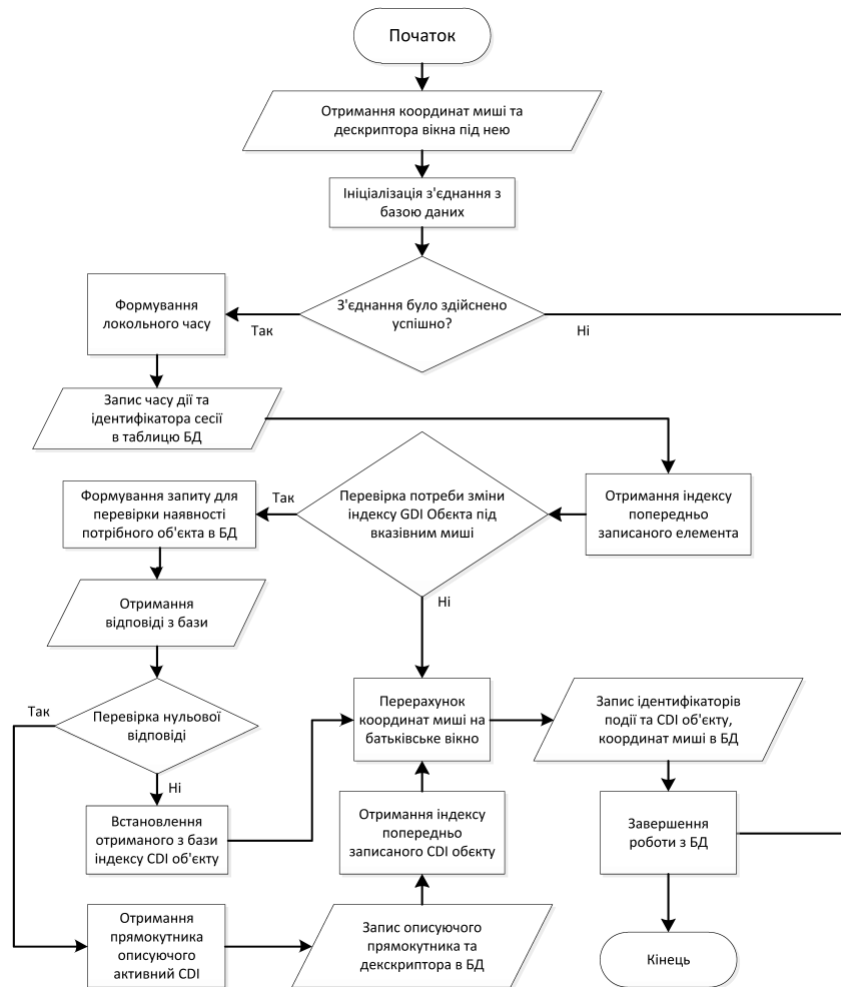 Початок
Отримання координат миші та
дескриптора вікна під нею
Ініціалізація з'єднання з
базою даних
З'єднання було здійснено
успішно?
Так
Ні
Формування
локольного часу
Запис часу дії та
ідентифікатора сесії
в таблицю БД
Отримання індексу
попередньо
записаного елемента
Перевірка потреби зміни
індексу GDI Обєкта під
вказівним миші
Так
Ні
Формування запиту для
перевірки наявності
потрібного об'єкта в БД
Отримання
відповіді з бази
Перевірка нульової
відповіді
Так
Ні
Встановлення
отриманого з бази
індексу CDI об'єкту
Отримання
прямокутника
описуючого
активний CDI
Запис описуючого
прямокутника та
декскриптора в БД
Отримання індексу
попередньо
записаного CDI обєкту
Перерахунок
координат миші на
батьківське вікно
Запис ідентифікаторів
події та CDI об'єкту,
координат миші в БД
Завершення
роботи з БД
Кінець